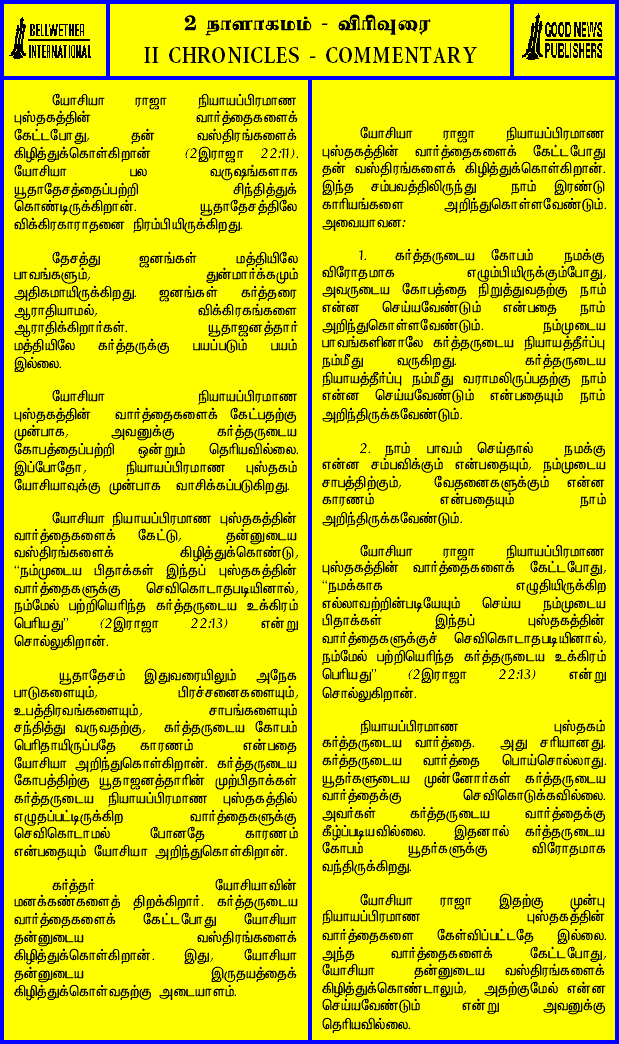 BELLWETHER
INTERNATIONAL
2 நாளாகமம் - விரிவுரை
II CHRONICLES - COMMENTARY
GOOD NEWS
PUBLISHERS
யோசியா ராஜா நியாயப்பிரமாண
புஸ்தகத்தின் வார்த்தைகளைக்
கேட்டபோது, தன் வஸ்திரங்களைக்
கிழித்துக்கொள்கிறான் (2இராஜா 22:11).
யோசியா பல வருஷங்களாக
யூதாதேசத்தைப்பற்றி சிந்தித்துக்
கொண்டிருக்கிறான். யூதாதேசத்திலே
விக்கிரகாராதனை நிரம்பியிருக்கிறது.
தேசத்து ஜனங்கள் மத்தியிலே
பாவங்களும், துன்மார்க்கமும்
அதிகமாயிருக்கிறது. ஜனங்கள் கர்த்தரை
ஆராதியாமல், விக்கிரகங்களை
ஆராதிக்கிறார்கள். யூதாஜனத்தார்
மத்தியிலே கர்த்தருக்கு பயப்படும் பயம்
இல்லை.
யோசியா நியாயப்பிரமாண
புஸ்தகத்தின் வார்த்தைகளைக் கேட்பதற்கு
முன்பாக, அவனுக்கு கர்த்தருடைய
கோபத்தைப்பற்றி ஒன்றும் தெரியவில்லை.
இப்போதோ, நியாயப்பிரமாண புஸ்தகம்
யோசியாவுக்கு முன்பாக வாசிக்கப்படுகிறது.
யோசியா நியாயப்பிரமாண புஸ்தகத்தின்
வார்த்தைகளைக் கேட்டு, தன்னுடைய
வஸ்திரங்களைக் கிழித்துக்கொண்டு,
“நம்முடைய பிதாக்கள் இந்தப் புஸ்தகத்தின்
வார்த்தைகளுக்கு செவிகொடாதபடியினால்,
நம்மேல் பற்றியெரிந்த கர்த்தருடைய உக்கிரம்
பெரியது” (2இராஜா 22:13) என்று
சொல்லுகிறான்.
யூதாதேசம் இதுவரையிலும் அநேக
பாடுகளையும், பிரச்சனைகளையும்,
உபத்திரவங்களையும், சாபங்களையும்
சந்தித்து வருவதற்கு, கர்த்தருடைய கோபம்
பெரிதாயிருப்பதே காரணம் என்பதை
யோசியா அறிந்துகொள்கிறான். கர்த்தருடைய
கோபத்திற்கு யூதாஜனத்தாரின் முற்பிதாக்கள்
கர்த்தருடைய நியாயப்பிரமாண புஸ்தகத்தில்
எழுதப்பட்டிருக்கிற வார்த்தைகளுக்கு
செவிகொடாமல் போனதே காரணம்
என்பதையும் யோசியா அறிந்துகொள்கிறான்.
கர்த்தர் யோசியாவின்
மனக்கண்களைத் திறக்கிறார். கர்த்தருடைய
வார்த்தைகளைக் கேட்டபோது யோசியா
தன்னுடைய வஸ்திரங்களைக்
கிழித்துக்கொள்கிறான். இது, யோசியா
தன்னுடைய இருதயத்தைக்
கிழித்துக்கொள்வதற்கு அடையாளம்.
யோசியா ராஜா நியாயப்பிரமாண
புஸ்தகத்தின் வார்த்தைகளைக் கேட்டபோது
தன் வஸ்திரங்களைக் கிழித்துக்கொள்கிறான்.
இந்த சம்பவத்திலிருந்து நாம் இரண்டு
காரியங்களை அறிந்துகொள்ளவேண்டும்.
அவையாவன:
1. கர்த்தருடைய கோபம் நமக்கு
விரோதமாக எழும்பியிருக்கும்போது,
அவருடைய கோபத்தை நிறுத்துவதற்கு நாம்
என்ன செய்யவேண்டும் என்பதை நாம்
அறிந்துகொள்ளவேண்டும். நம்முடைய
பாவங்களினாலே கர்த்தருடைய நியாயத்தீர்ப்பு
நம்மீது வருகிறது. கர்த்தருடைய
நியாயத்தீர்ப்பு நம்மீது வராமலிருப்பதற்கு நாம்
என்ன செய்யவேண்டும் என்பதையும் நாம்
அறிந்திருக்கவேண்டும்.
2. நாம் பாவம் செய்தால் நமக்கு
என்ன சம்பவிக்கும் என்பதையும், நம்முடைய
சாபத்திற்கும், வேதனைகளுக்கும் என்ன
காரணம் என்பதையும் நாம்
அறிந்திருக்கவேண்டும்.
யோசியா ராஜா நியாயப்பிரமாண
புஸ்தகத்தின் வார்த்தைகளைக் கேட்டபோது,
“நமக்காக எழுதியிருக்கிற
எல்லாவற்றின்படியேயும் செய்ய நம்முடைய
பிதாக்கள் இந்தப் புஸ்தகத்தின்
வார்த்தைகளுக்குச் செவிகொடாதபடியினால்,
நம்மேல் பற்றியெரிந்த கர்த்தருடைய உக்கிரம்
பெரியது” (2இராஜா 22:13) என்று
சொல்லுகிறான்.
நியாயப்பிரமாண புஸ்தகம்
கர்த்தருடைய வார்த்தை. அது சரியானது.
கர்த்தருடைய வார்த்தை பொய்சொல்லாது.
யூதர்களுடைய முன்னோர்கள் கர்த்தருடைய
வார்த்தைக்கு செவிகொடுக்கவில்லை.
அவர்கள் கர்த்தருடைய வார்த்தைக்கு
கீழ்ப்படியவில்லை. இதனால் கர்த்தருடைய
கோபம் யூதர்களுக்கு விரோதமாக
வந்திருக்கிறது.
யோசியா ராஜா இதற்கு முன்பு
நியாயப்பிரமாண புஸ்தகத்தின்
வார்த்தைகளை கேள்விப்பட்டதே இல்லை.
அந்த வார்த்தைகளைக் கேட்டபோது,
யோசியா தன்னுடைய வஸ்திரங்களைக்
கிழித்துக்கொண்டாலும், அதற்குமேல் என்ன
செய்யவேண்டும் என்று அவனுக்கு
தெரியவில்லை.